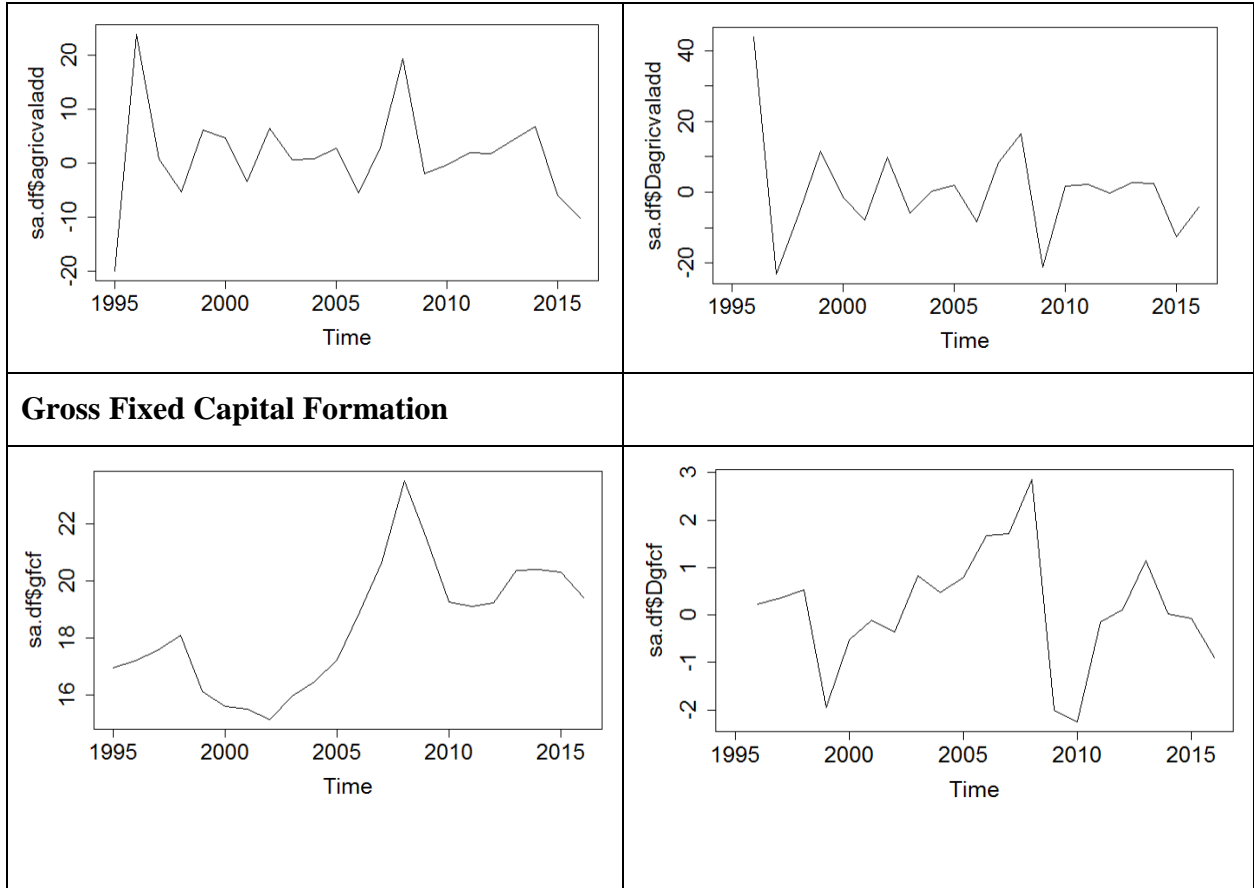 sa.df$agricvaladd
20
10
0
-10
-20
1995 2000 2005 2010 2015
Time
sa.df$Dagricvaladd
40
20
0
-20
1995 2000 2005 2010 2015
Time
Gross Fixed Capital Formation
sa.df$gfcf
22
20
18
16
1995 2000 2005 2010 2015
Time
sa.df$Dgfcf
3
2
1
0
-1
-2
1995 2000 2005 2010 2015
Time